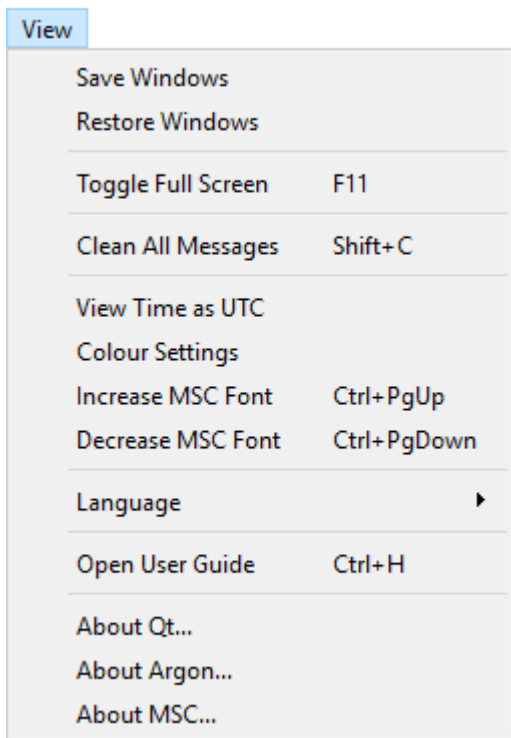 View
Save Windows
Restore Windows
Toggle Full Screen F11
Clean All Messages Shift+C
View Time as UTC
Colour Settings
Increase MSC Font Ctrl+PgUp
Decrease MSC Font Ctrl+PgDown
Language
Open User Guide Ctrl+H
About Qt...
About Argon...
About MSC...